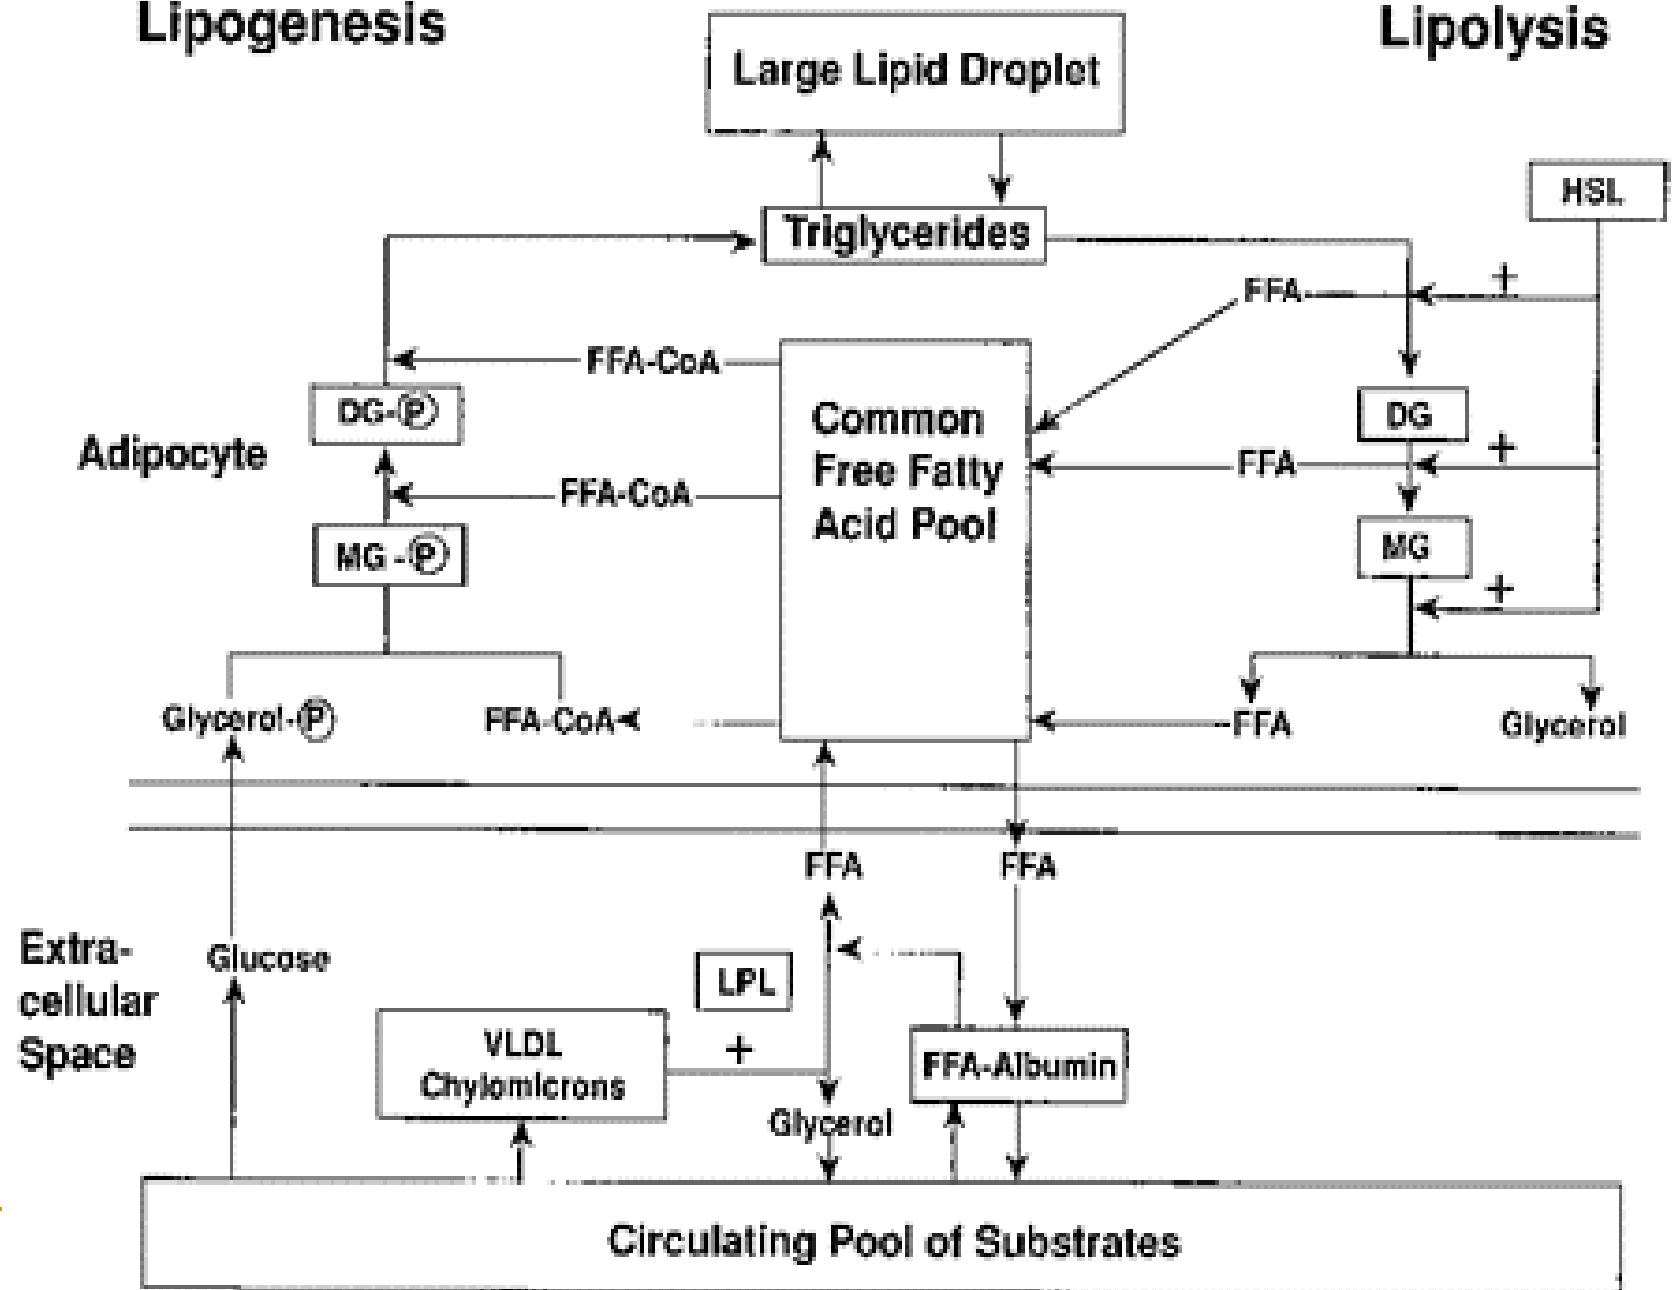 Lipogenesis
Lipolysis
Large Lipid Droplet
HSL
Triglycerides
+
FFA
FFA-CoA
DG-P
Common
Free Fatty
Acid Pool
DG
Adipocyte
+
FFA
FFA-CoA
MG-P
MG
+
Glycerol-P
FFA-CoA
FFA
Glycerol
FFA
FFA
Extra-
cellular
Space
Glucose
LPL
+
VLDL
Chylomicrons
FFA-Albumin
Glycerol
Circulating Pool of Substrates